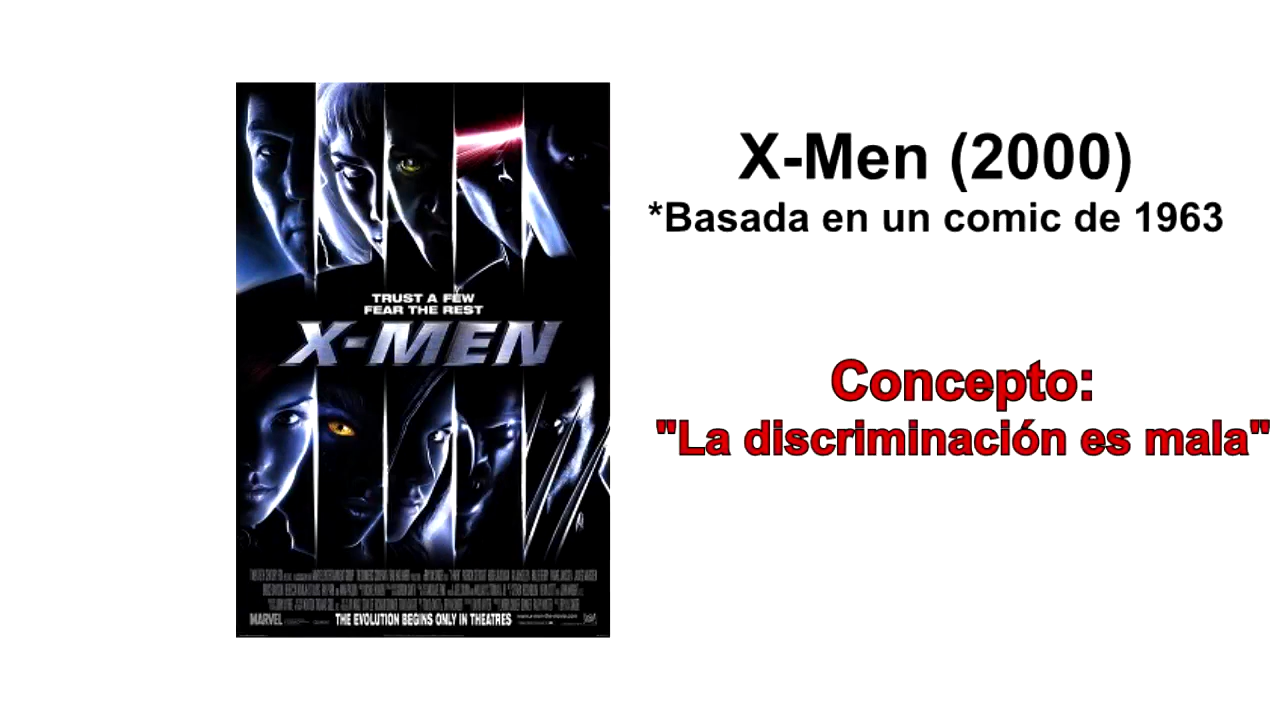 X-Men (2000)
*Basada en un comic de 1963
TRUST A FEW
FEAR THE REST
X-MEN
Concepto:
"La discriminación es mala"
MARVEL
THE EVOLUTION BEGINS ONLY IN THEATRES